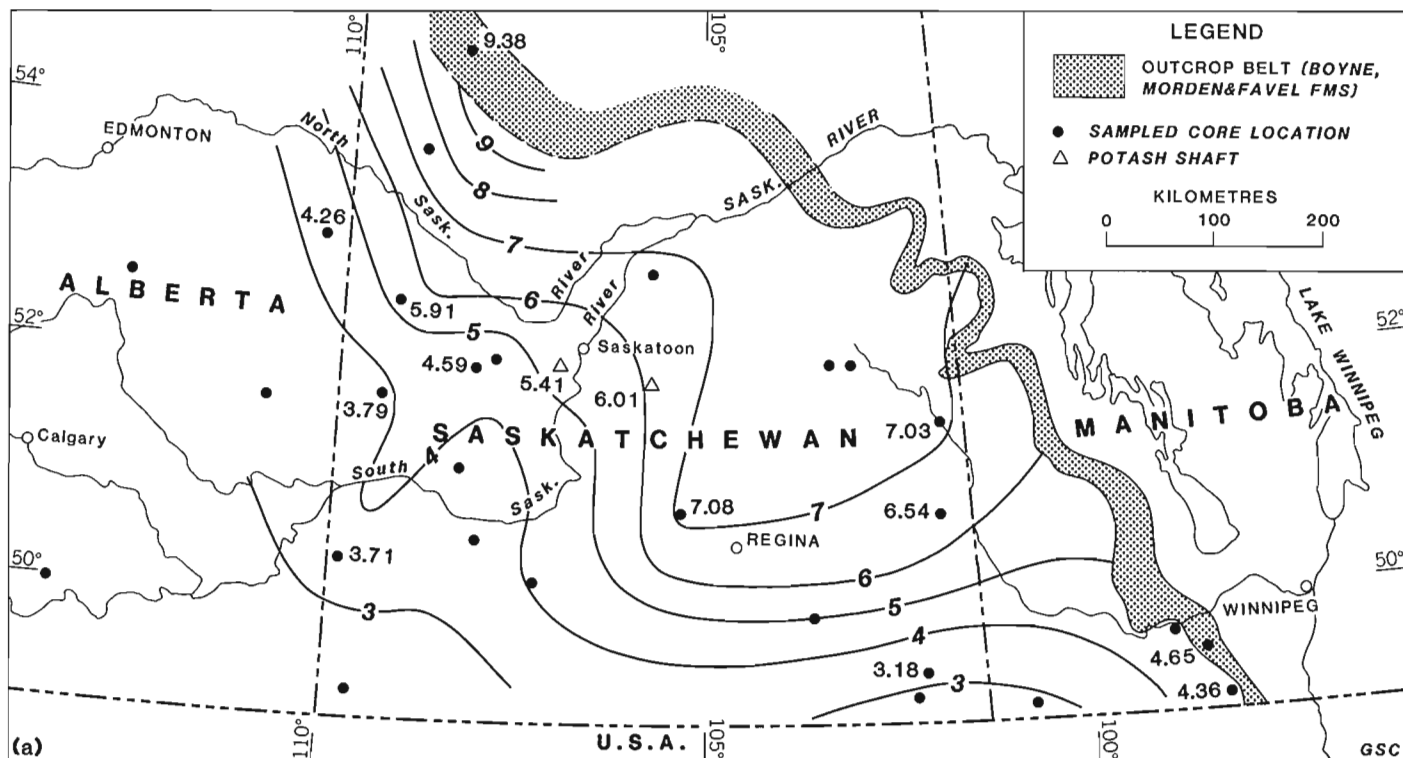 110°
105°
LEGEND
OUTCROP BELT (BOYNE,
MORDEN&FAVEL FMS)
SAMPLED CORE LOCATION
POTASH SHAFT
KILOMETRES
0 100 200
9.38
54°
EDMONTON
North
Sask.
River
9
8
7
SASK.
RIVER
4.26
ALBERTA
5.91
6
River
52°
5
4.59
Saskatoon
5.41
6.01
3.79
52°
LAKE WINNIPEG
MANITOBA
Calgary
SASKATCHEWAN
7.03
4
South
Sask.
7.08
7
6.54
REGINA
50°
3.71
50°
6
3
5
WINNIPEG
4
4.65
3.18
3
4.36
(a)
110°
U.S.A.
105°
100°
GSC